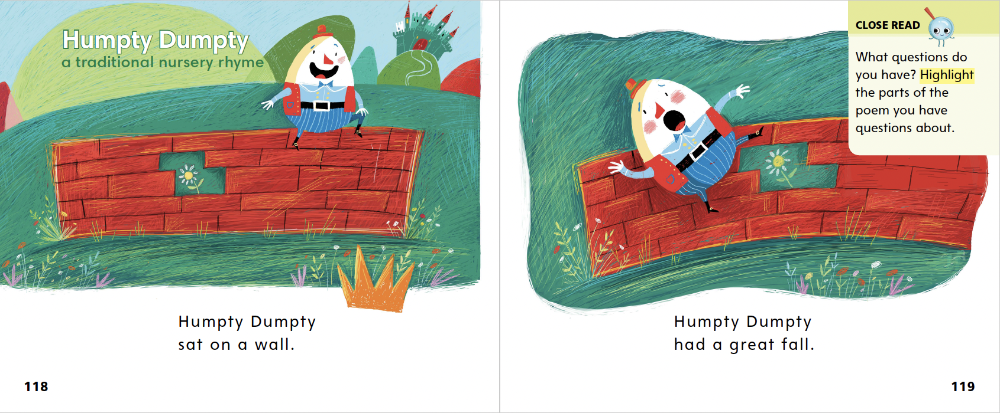 Humpty Dumpty
a traditional nursery rhyme
Humpty Dumpty
sat on a wall.
118
CLOSE READ
What questions do
you have? Highlight
the parts of the
poem you have
questions about.
Humpty Dumpty
had a great fall.
119